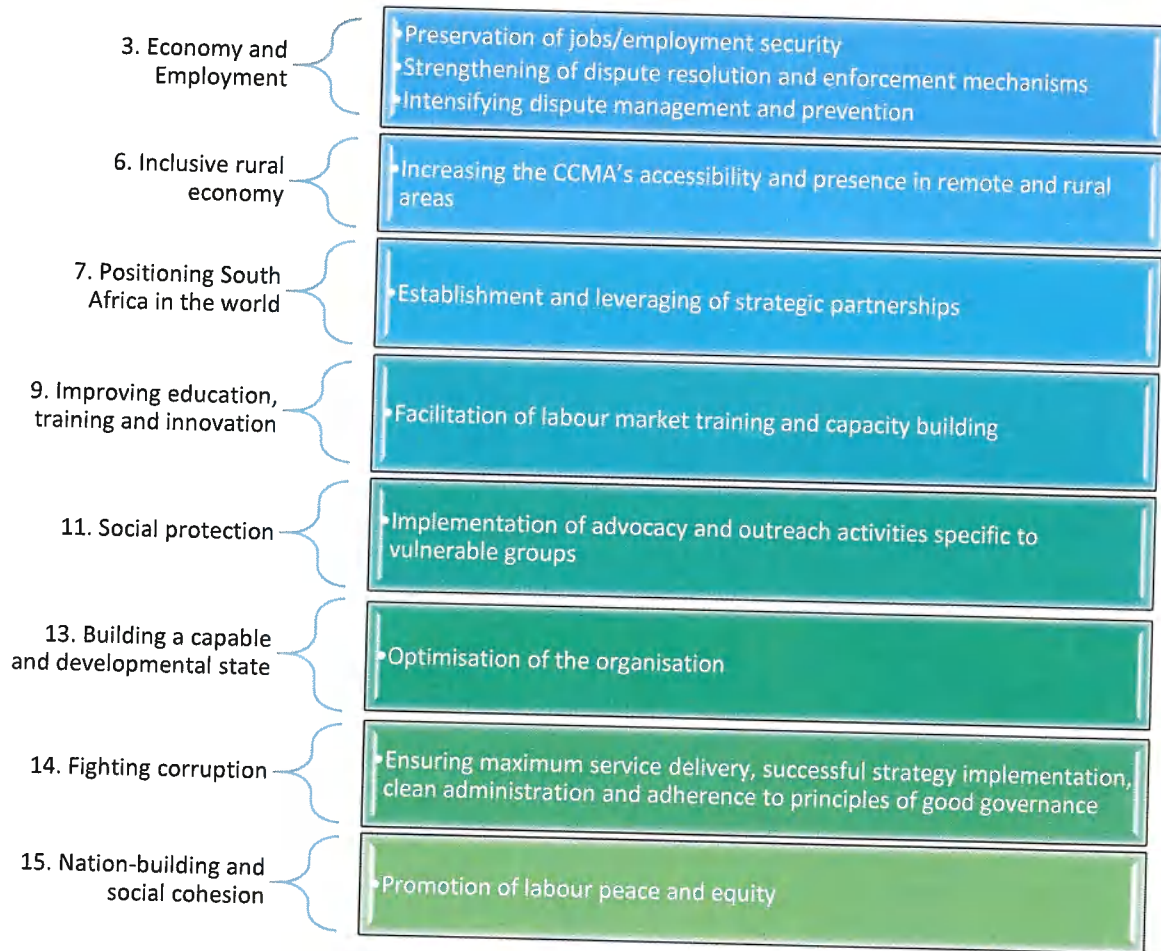 3. Economy and
Employment
•Preservation of jobs/employment security
•Strengthening of dispute resolution and enforcement mechanisms
•Intensifying dispute management and prevention
6. Inclusive rural
economy
•Increasing the CCMA's accessibility and presence in remote and rural
areas
7. Positioning South
Africa in the world
•Establishment and leveraging of strategic partnerships
9. Improving education,
training and innovation
•Facilitation of labour market training and capacity building
11. Social protection
•Implementation of advocacy and outreach activities specific to
vulnerable groups
13. Building a capable
and developmental state
•Optimisation of the organisation
14. Fighting corruption
•Ensuring maximum service delivery, successful strategy implementation,
clean administration and adherence to principles of good governance
15. Nation-building and
social cohesion
•Promotion of labour peace and equity